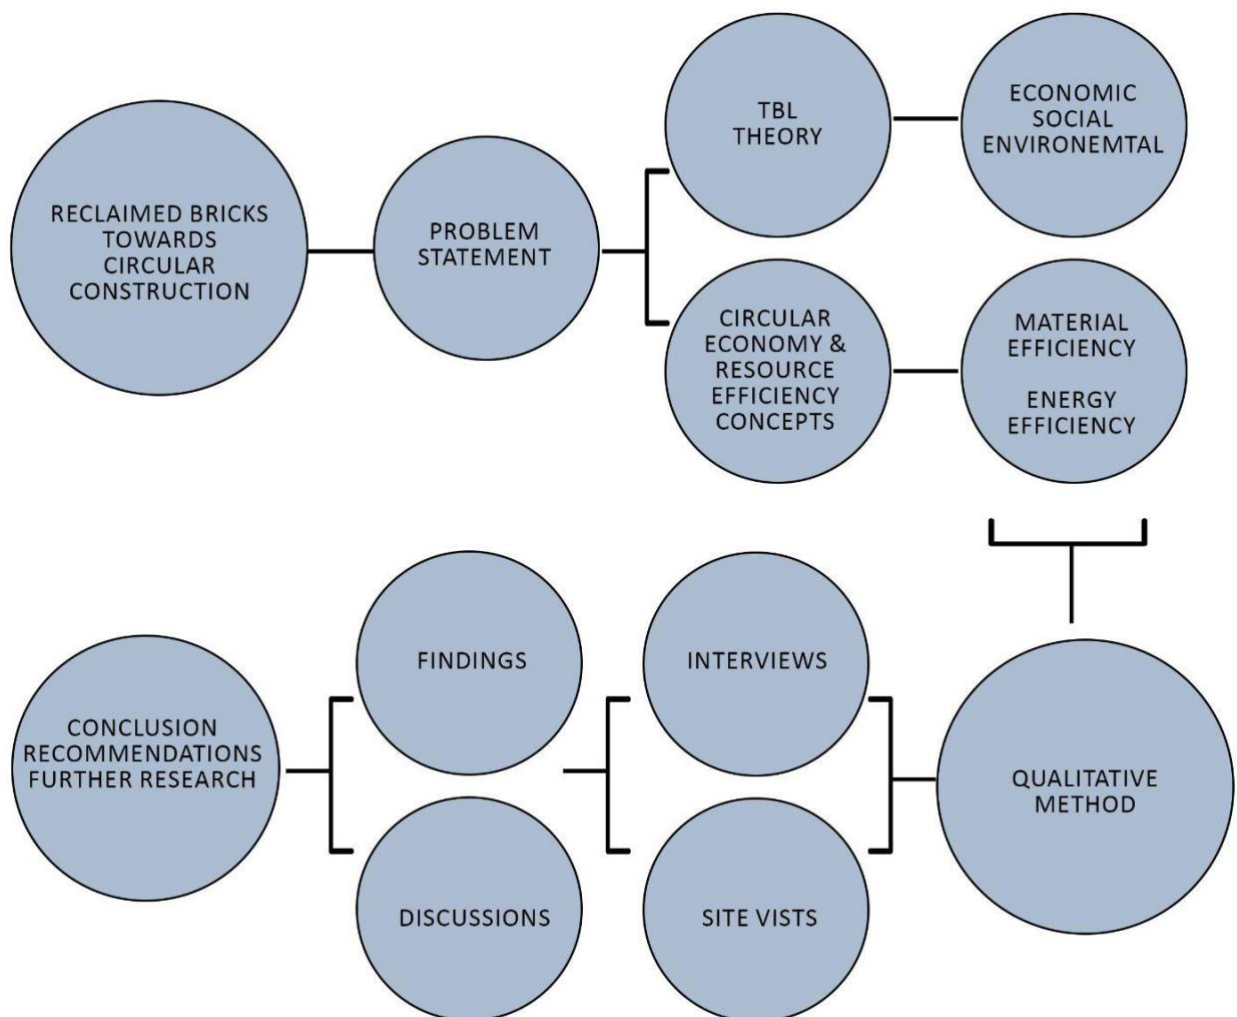 RECLAIMED BRICKS
TOWARDS
CIRCULAR
CONSTRUCTION
PROBLEM
STATEMENT
TBL
THEORY
ECONOMIC
SOCIAL
ENVIRONEMTAL
CIRCULAR
ECONOMY &
RESOURCE
EFFICIENCY
CONCEPTS
MATERIAL
EFFICIENCY
ENERGY
EFFICIENCY
QUALITATIVE
METHOD
INTERVIEWS
SITE VISTS
FINDINGS
DISCUSSIONS
CONCLUSION
RECOMMENDATIONS
FURTHER RESEARCH